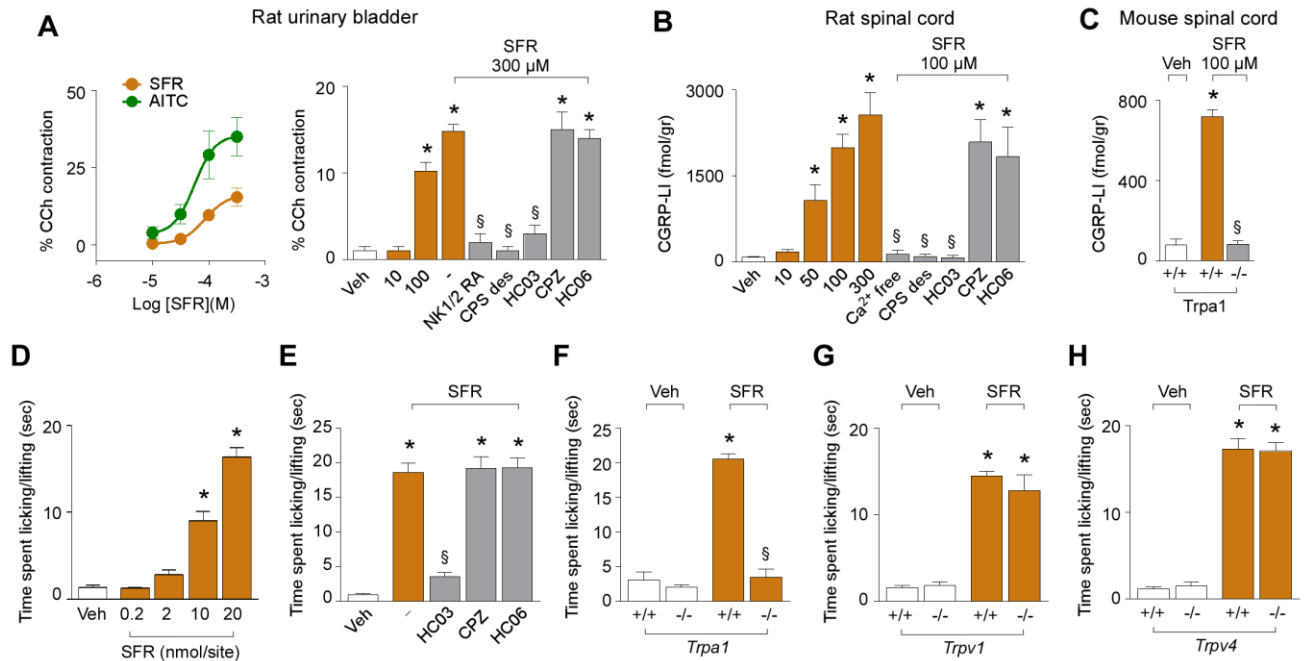 A
Rat urinary bladder
SFR
AITC
% CCh contraction
50
25
0
-6
-5
-4
-3
Log [SFR](M)
SFR
300 µM
% CCh contraction
20
15
10
5
0
*
*
§
§
§
*
*
Veh
10
100
-
NK1/2 RA
CPS des
HC03
CPZ
HC06
B
Rat spinal cord
SFR
100 µM
CGRP-LI (fmol/gr)
3000
1500
0
*
*
*
§
§
§
*
*
Veh
10
50
100
300
Ca2+ free
CPS des
HC03
CPZ
HC06
C
Mouse spinal cord
Veh
SFR
100 µM
CGRP-LI (fmol/gr)
800
400
0
*
§
+/+
+/+
-/-
Trpa1
D
Time spent licking/lifting (sec)
20
10
0
*
*
Veh
0.2
2
10
20
SFR (nmol/site)
E
SFR
Time spent licking/lifting (sec)
25
20
15
10
5
0
*
§
*
*
Veh
-
HC03
CPZ
HC06
F
Veh
SFR
Time spent licking/lifting (sec)
25
20
15
10
5
0
*
§
+/+
-/-
+/+
-/-
Trpa1
G
Veh
SFR
Time spent licking/lifting (sec)
20
10
0
*
*
+/+
-/-
+/+
-/-
Trpv1
H
Veh
SFR
Time spent licking/lifting (sec)
20
10
0
*
*
+/+
-/-
+/+
-/-
Trpv4